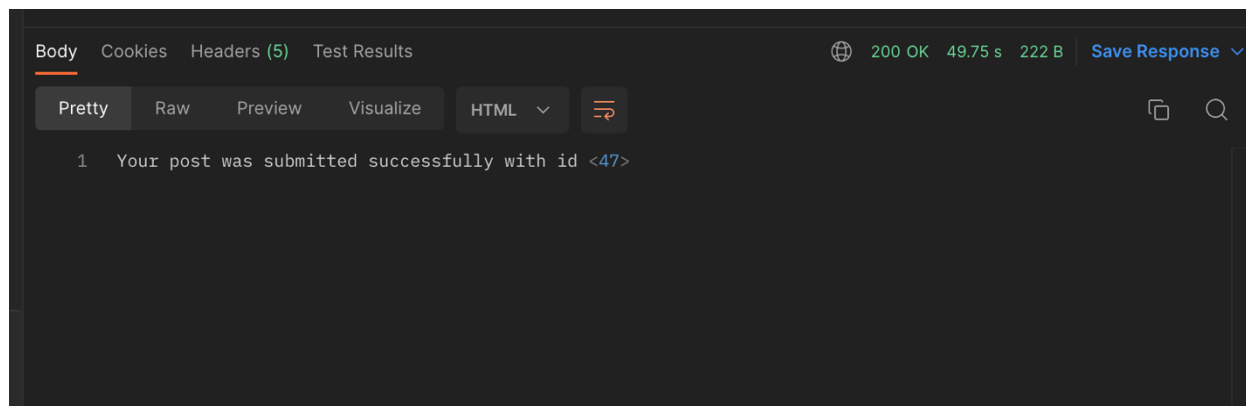 Body Cookies Headers (5) Test Results 200 OK 49.75 s 222 B Save Response
Pretty Raw Preview Visualize HTML
1 Your post was submitted successfully with id <47>